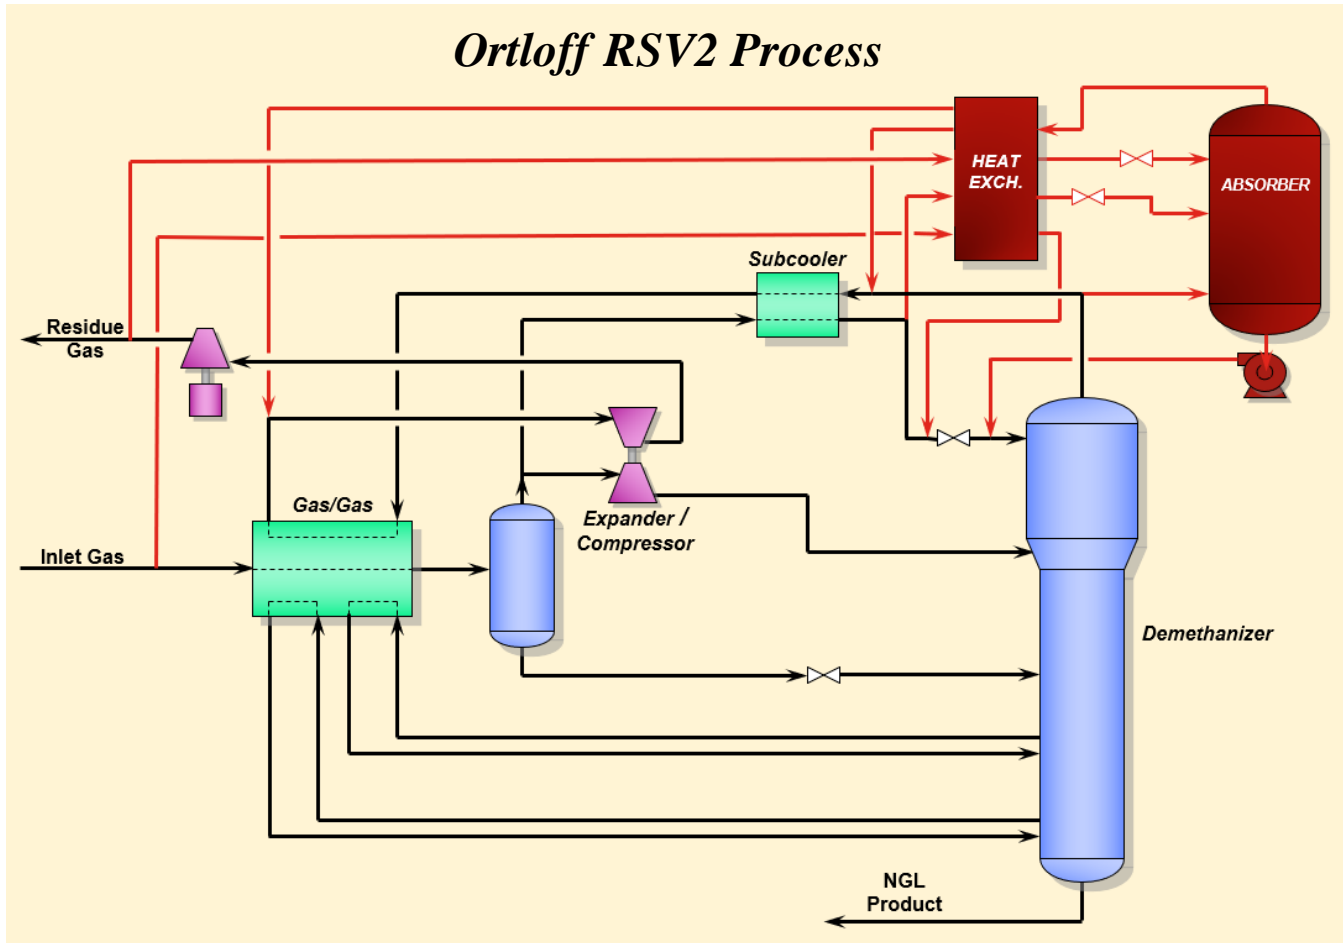 Ortloff RSV2 Process
HEAT
EXCH.
ABSORBER
Subcooler
Residue
Gas
Gas/Gas
Expander /
Compressor
Inlet Gas
Demethanizer
NGL
Product